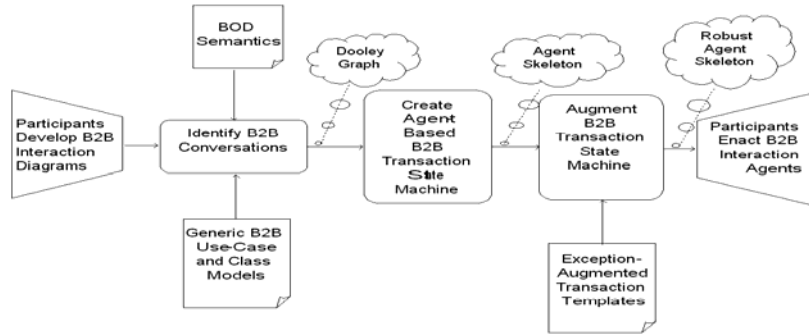 BOD
Semantics
Dooley
Graph
Agent
Skeleton
Robust
Agent
Skeleton
Participants
Develop B2B
Interaction
Diagrams
Identify B2B
Conversations
Create
Agent-
Based
B2B
Transaction
State
Machine
Augment
B2B
Transaction
State
Machine
Participants
Enact B2B
Interaction
Agents
Generic B2B
Use-Case
and Class
Models
Exception-
Augmented
Transaction
Templates